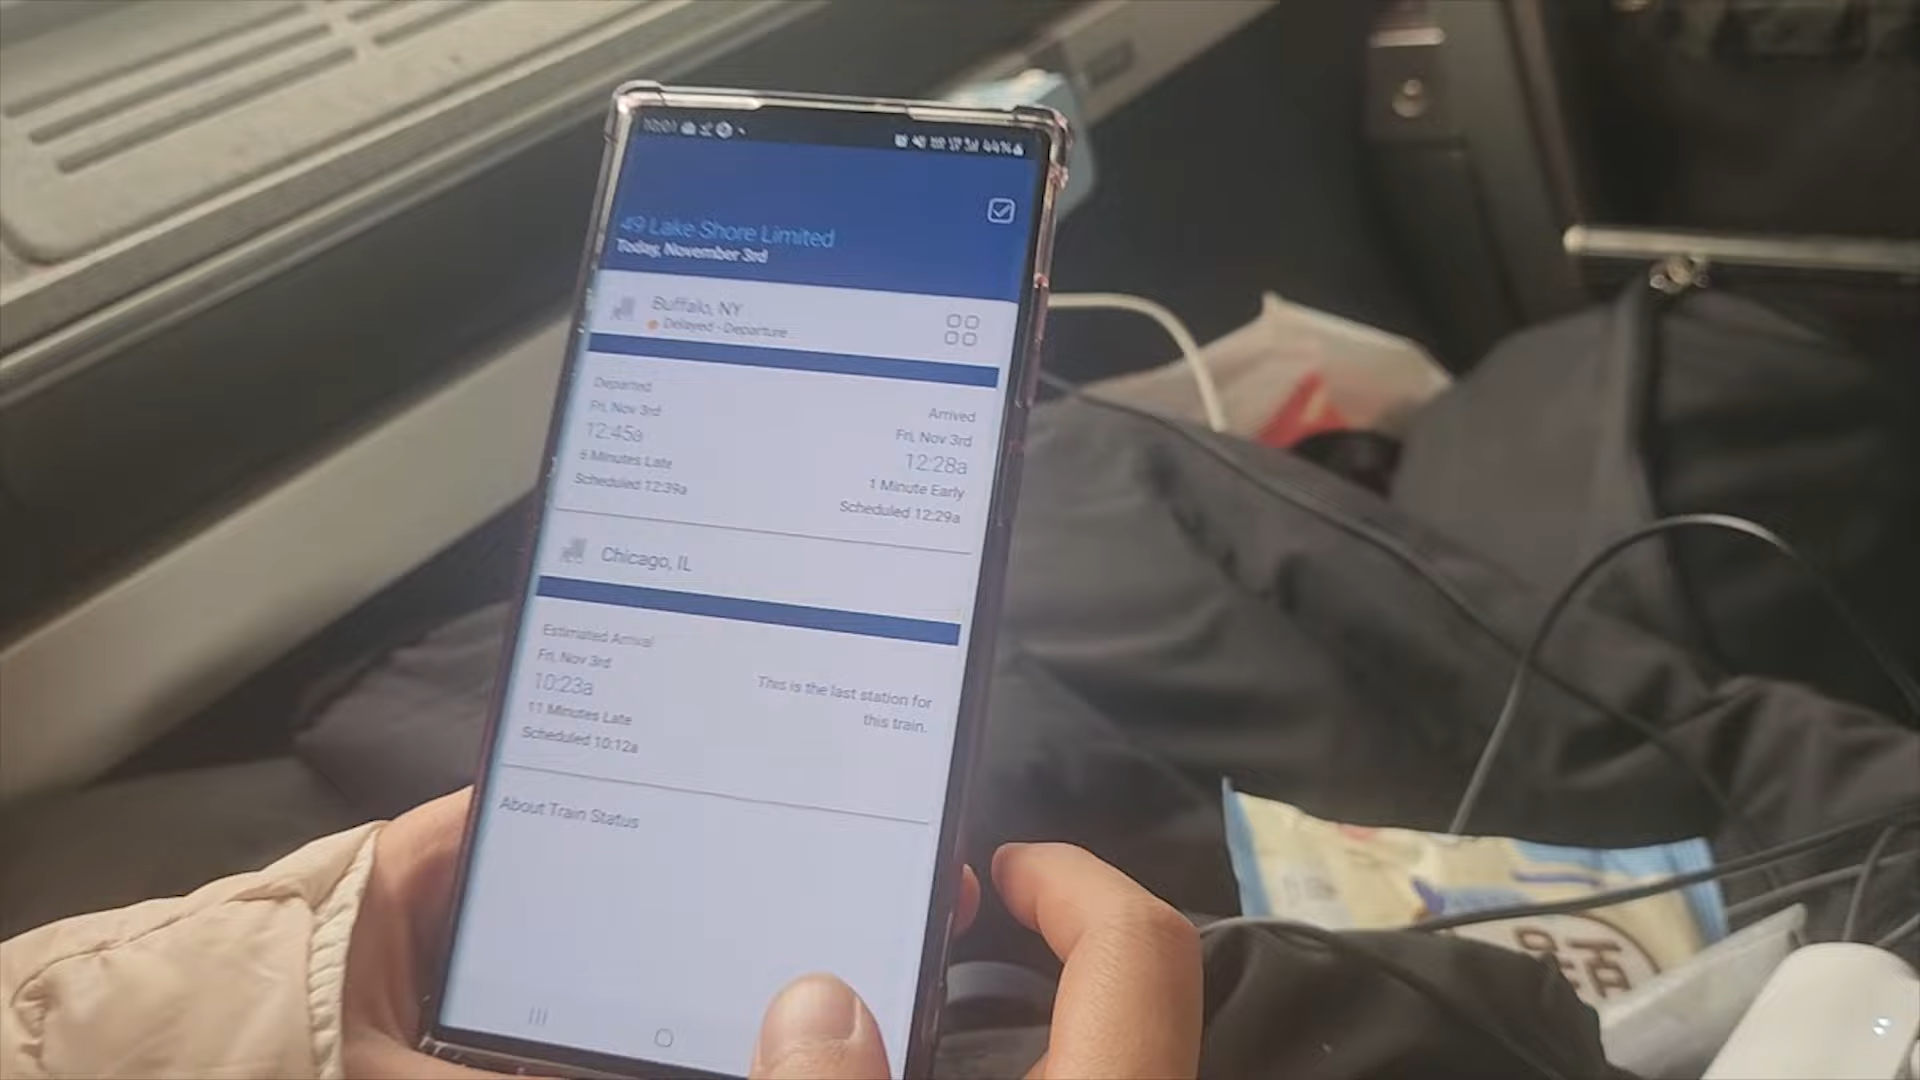 10:01
44%
49 Lake Shore Limited
Today, November 3rd
Buffalo, NY
Delayed - Departure
Departed
Fri, Nov 3rd
12:45a
6 Minutes Late
Scheduled 12:39a
Arrived
Fri, Nov 3rd
12:28a
1 Minute Early
Scheduled 12:29a
Chicago, IL
Estimated Arrival
Fri, Nov 3rd
10:23a
11 Minutes Late
Scheduled 10:12a
This is the last station for
this train.
About Train Status